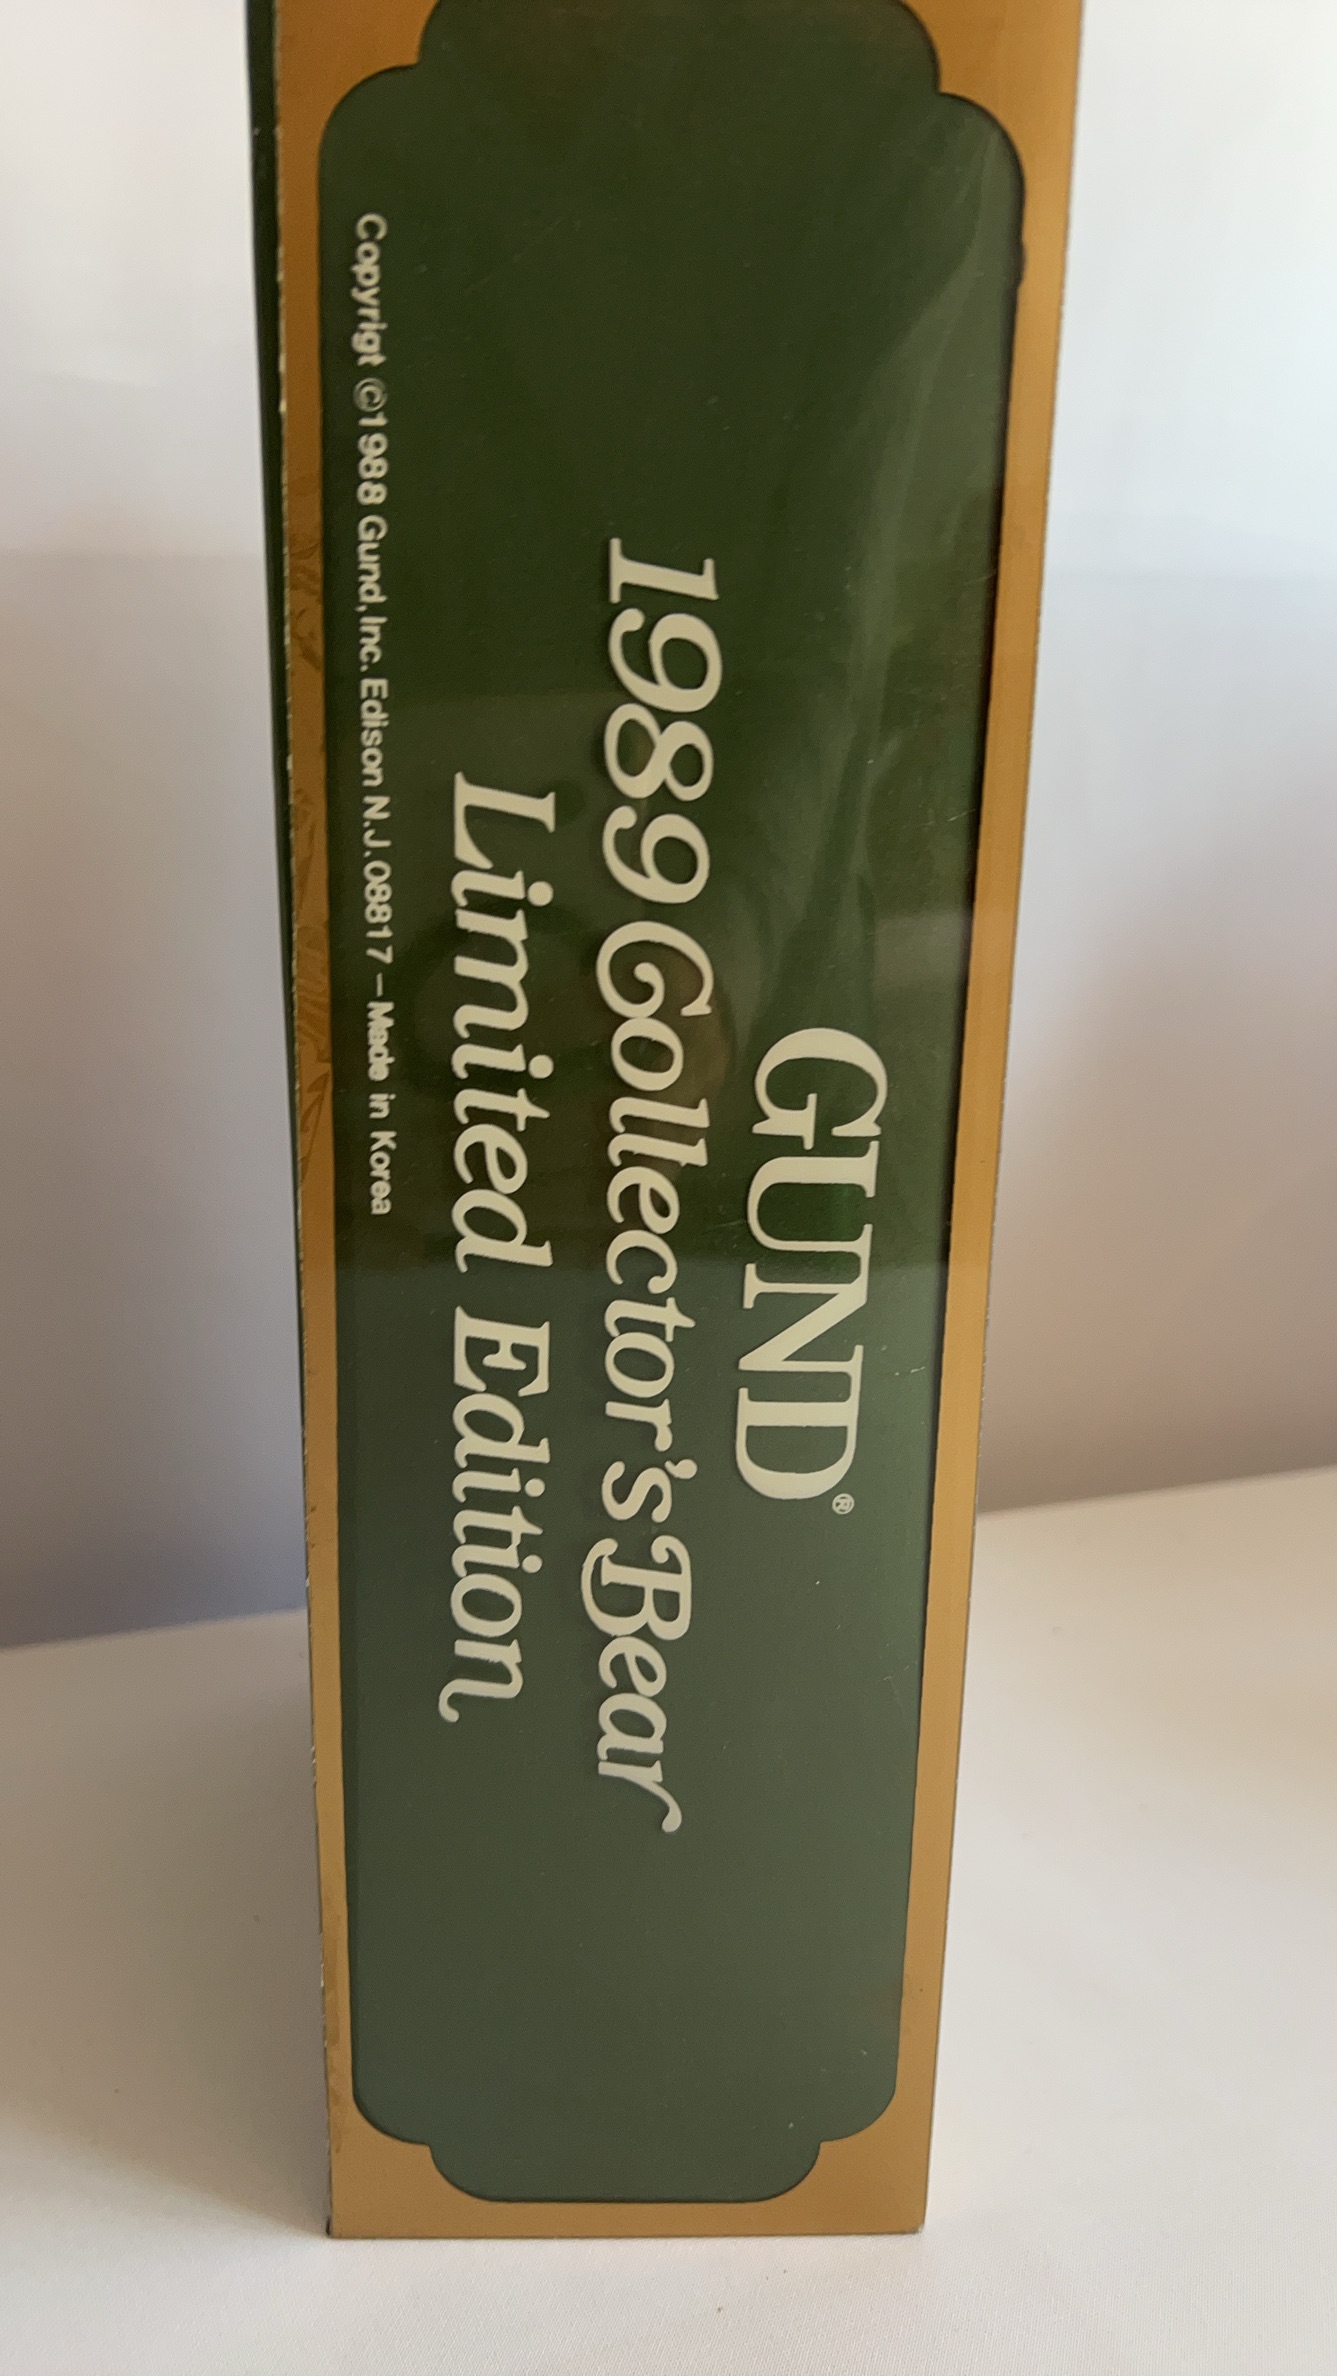 GUND®
1989 Collector's Bear
Limited Edition
Copyrigt ©1988 Gund, Inc. Edison N.J. 08817 – Made in Korea